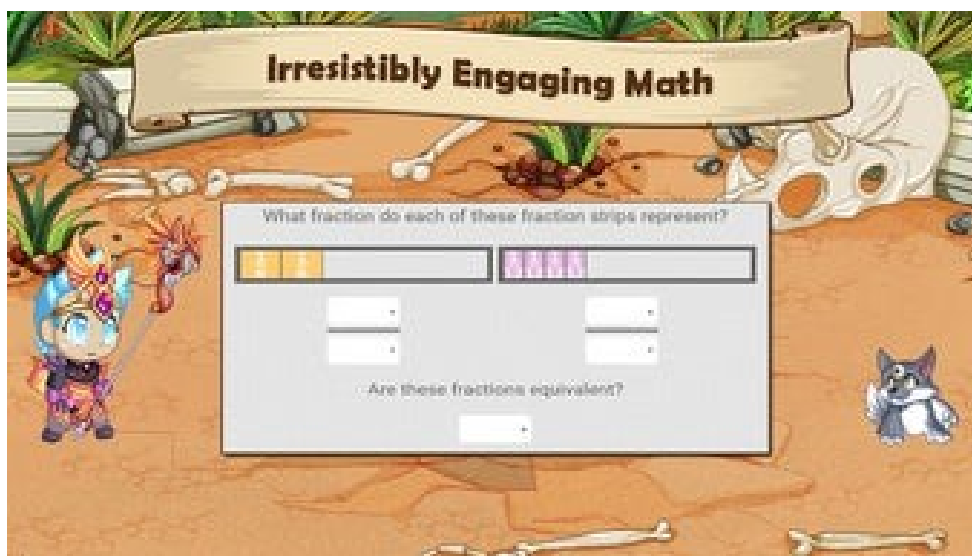 Irresistibly Engaging Math
What fraction do each of these fraction strips represent?
Are these fractions equivalent?